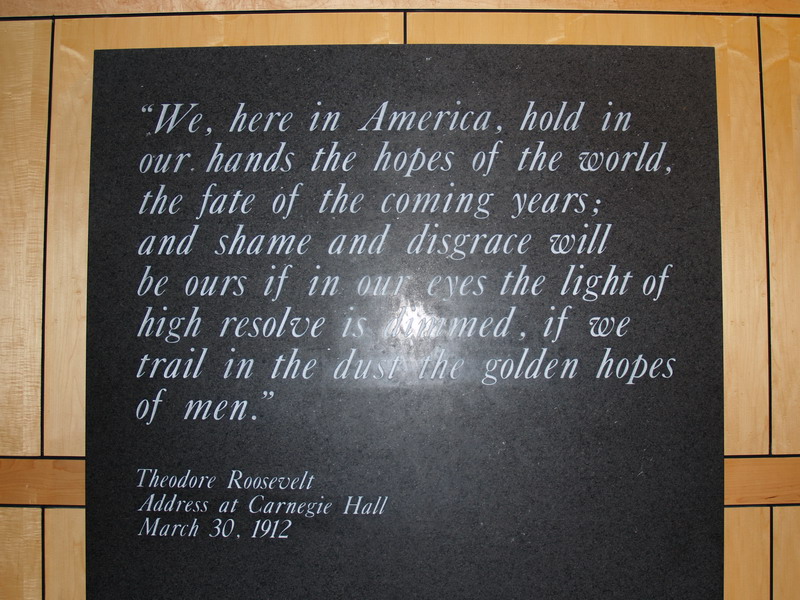 “We, here in America, hold in
our hands the hopes of the world,
the fate of the coming years;
and shame and disgrace will
be ours if in our eyes the light of
high resolve is dimmed, if we
trail in the dust the golden hopes
of men.”
Theodore Roosevelt
Address at Carnegie Hall
March 30, 1912